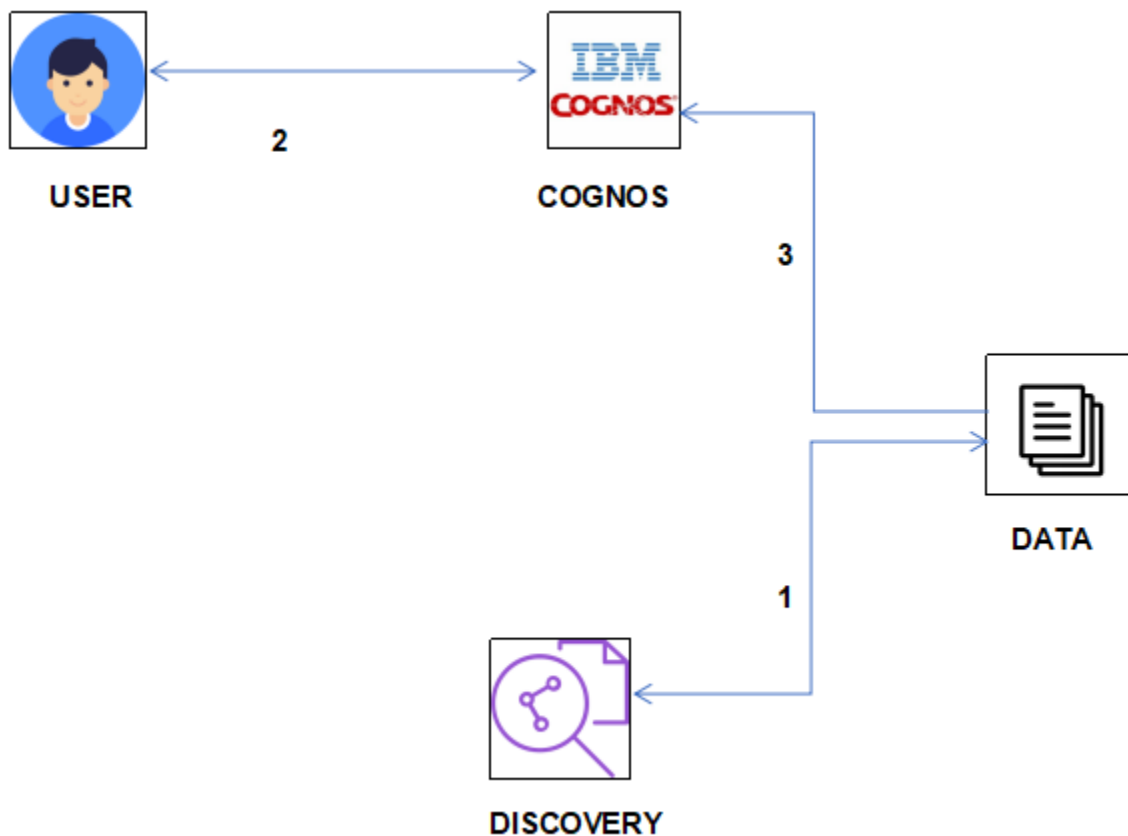 IBM
COGNOS
2
USER
COGNOS
3
DATA
1
DISCOVERY